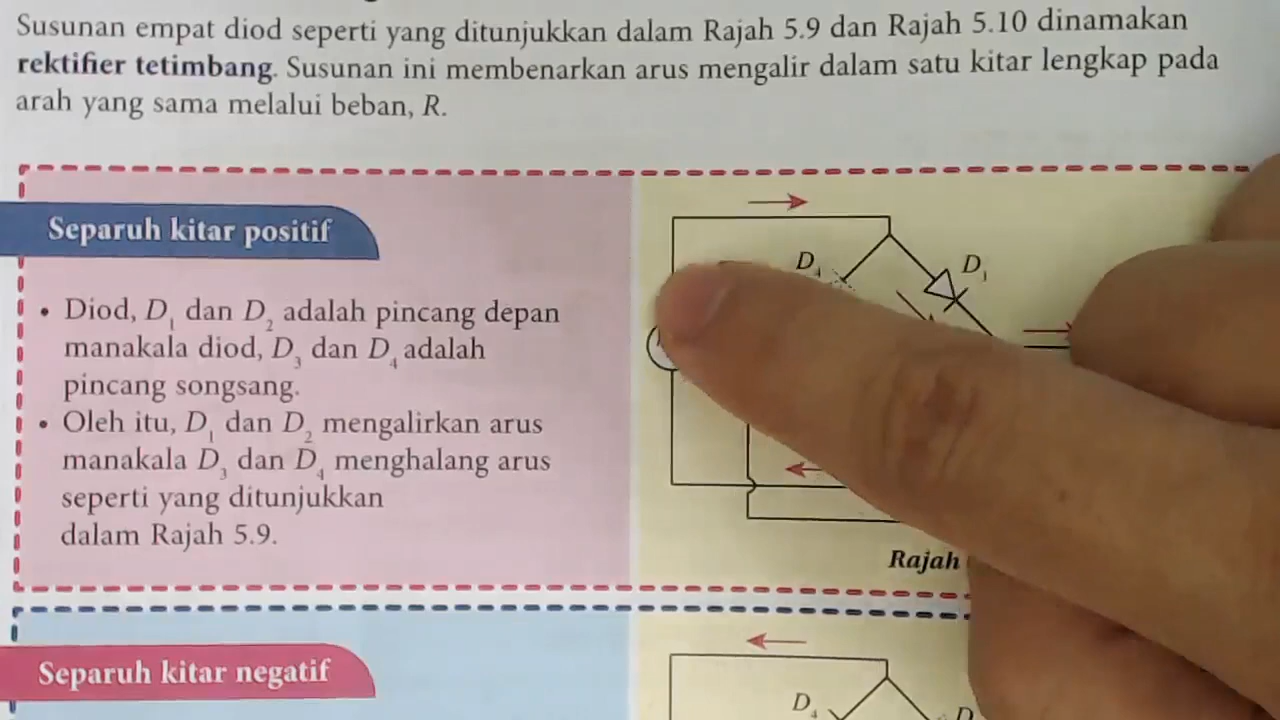 Susunan empat diod seperti yang ditunjukkan dalam Rajah 5.9 dan Rajah 5.10 dinamakan
rektifier tetimbang. Susunan ini membenarkan arus mengalir dalam satu kitar lengkap pada
arah yang sama melalui beban, R.
Separuh kitar positif
• Diod, D₁ dan D₂ adalah pincang depan
manakala diod, D₃ dan D₄ adalah
pincang songsang.
• Oleh itu, D₁ dan D₂ mengalirkan arus
manakala D₃ dan D₄ menghalang arus
seperti yang ditunjukkan
dalam Rajah 5.9.
D₄
D₁
Rajah
Separuh kitar negatif
D₄
D